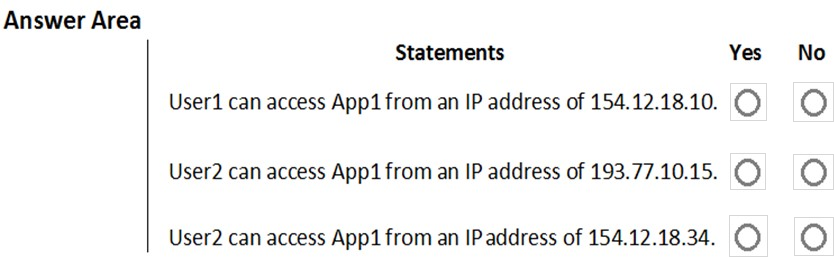 Answer Area
Statements Yes No
User1 can access App1 from an IP address of 154.12.18.10.
User2 can access App1 from an IP address of 193.77.10.15.
User2 can access App1 from an IP address of 154.12.18.34.